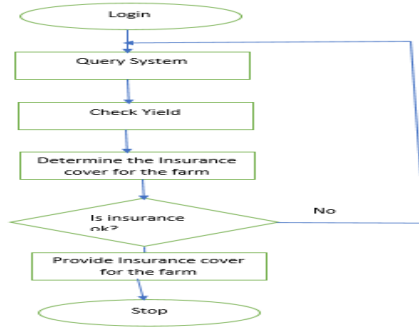 Login
Query System
Check Yield
Determine the Insurance
cover for the farm
Is insurance
ok?
No
Provide Insurance cover
for the farm
Stop